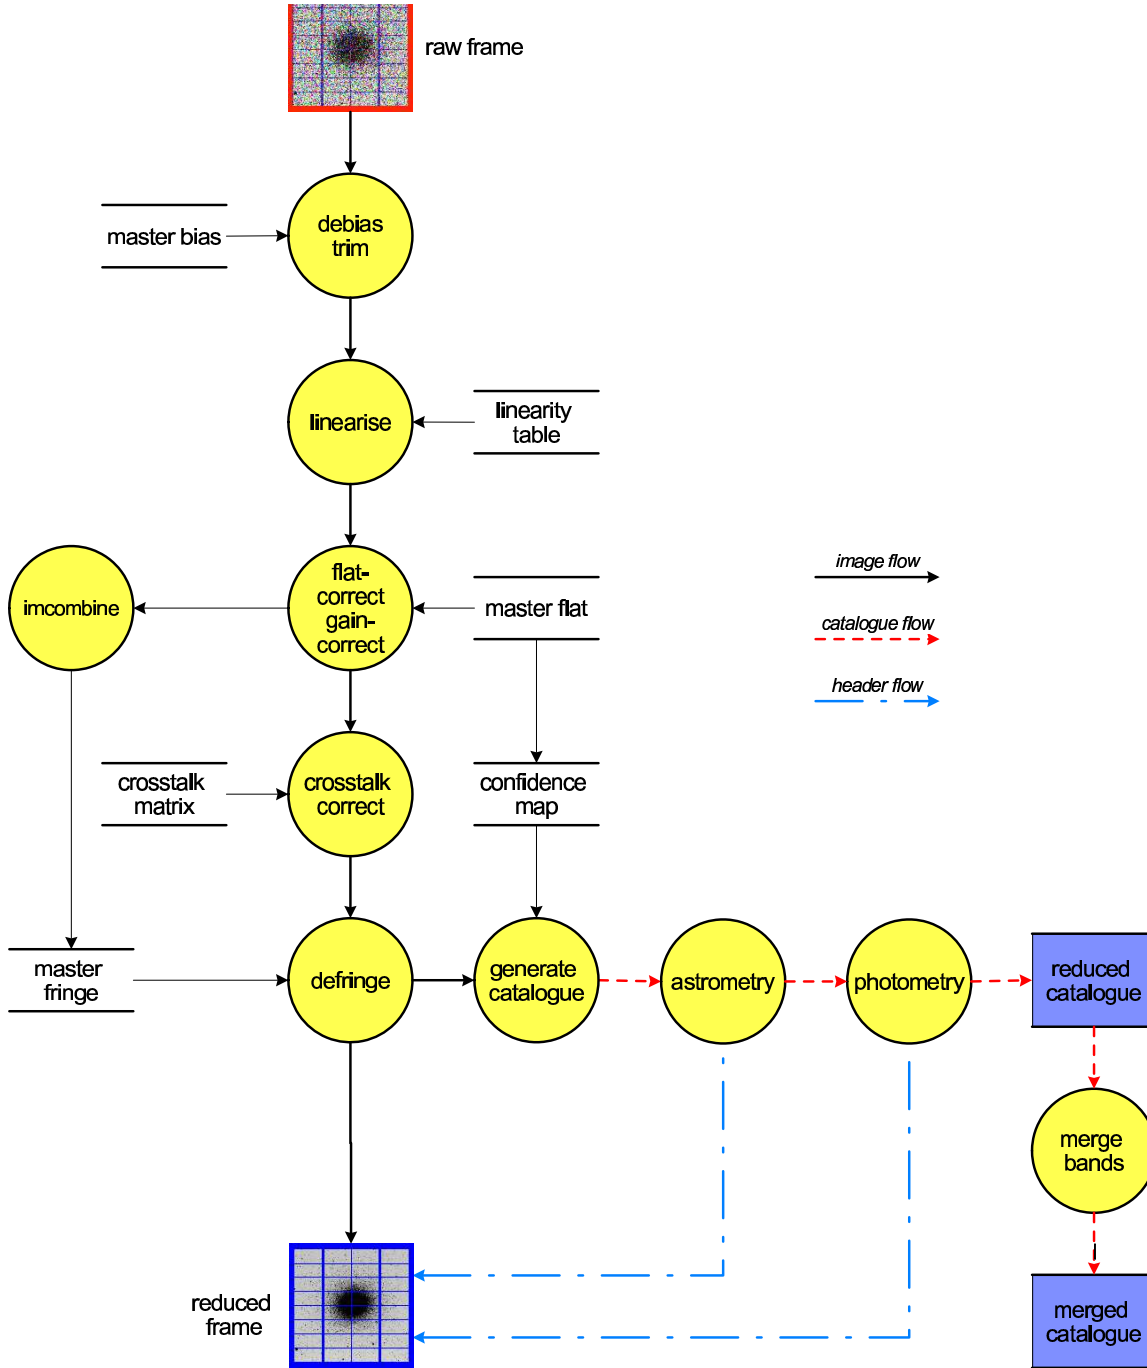 raw frame
debias
trim
master bias
linearise
linearity
table
image flow
catalogue flow
header flow
imcombine
flat-
correct
gain-
correct
master flat
crosstalk
matrix
crosstalk
correct
confidence
map
master
fringe
defringe
generate
catalogue
astrometry
photometry
reduced
catalogue
merge
bands
reduced
frame
merged
catalogue